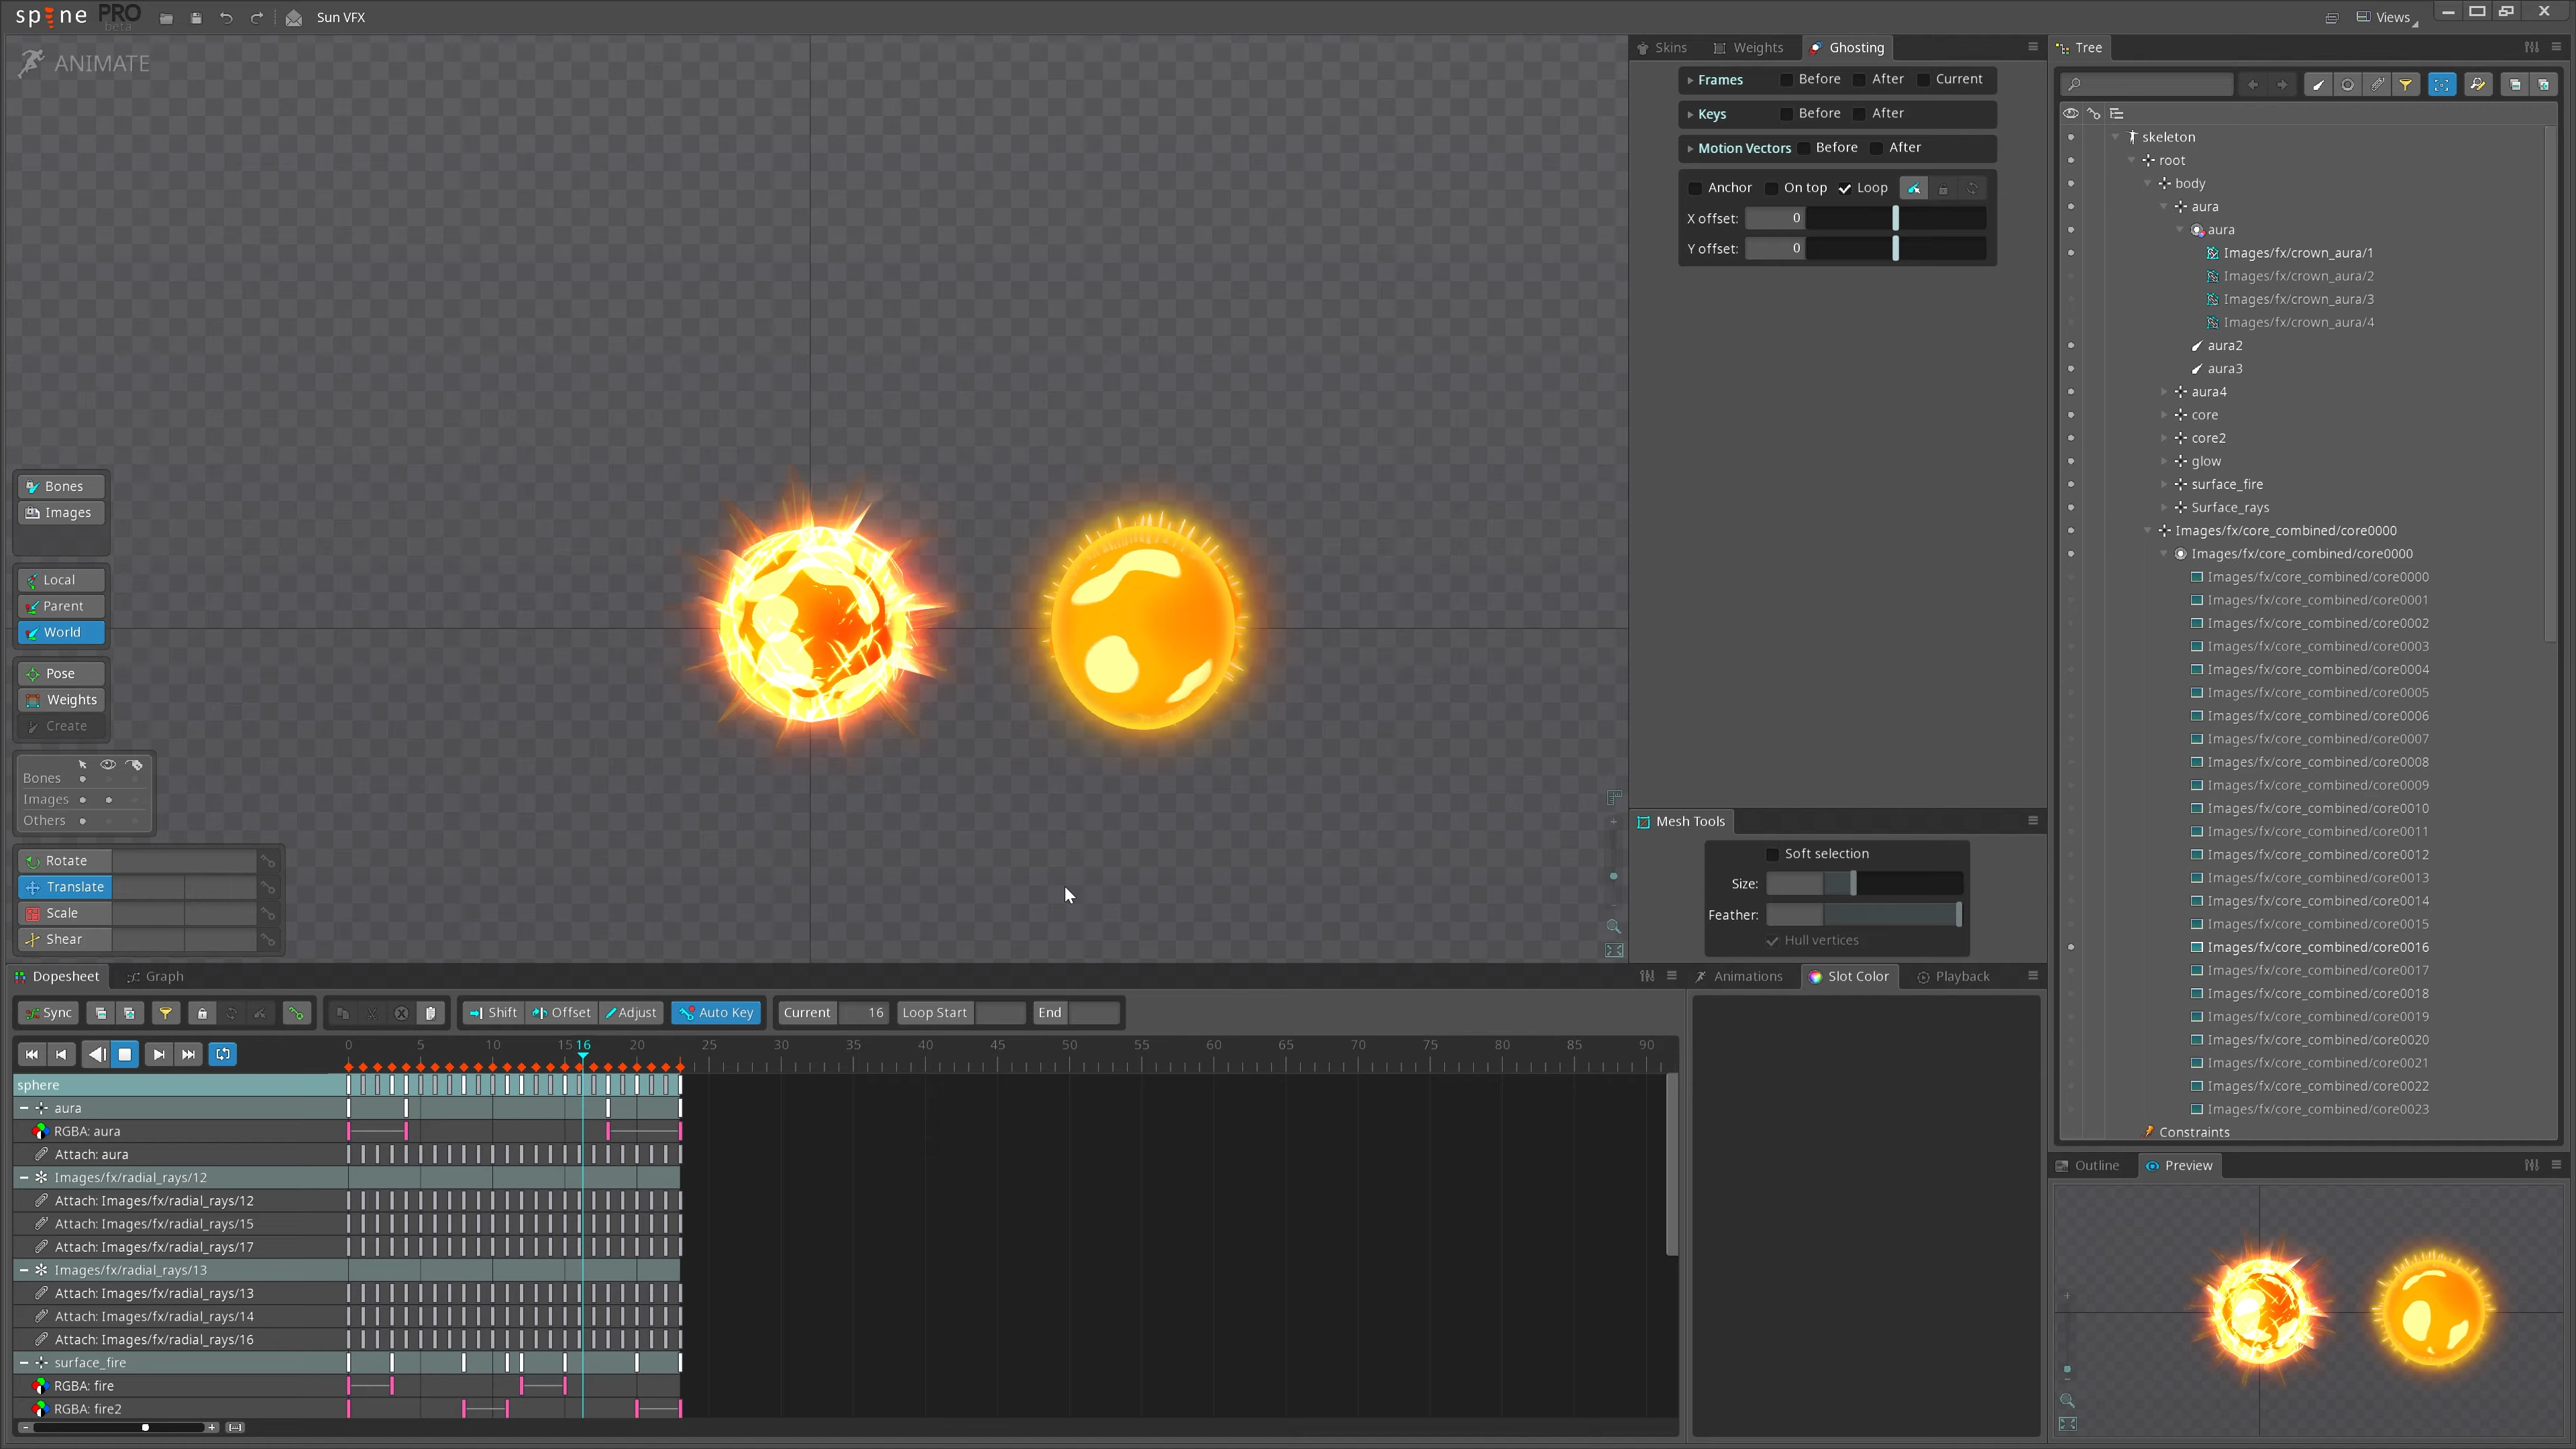 spine PRO beta
Sun VFX
Views
ANIMATE
Bones
Images
Local
Parent
World
Pose
Weights
Create
Bones
Images
Others
Rotate
Translate
Scale
Shear
Skins Weights Ghosting
Frames Before After Current
Keys Before After
Motion Vectors Before After
Anchor On top Loop
X offset: 0
Y offset: 0
Mesh Tools
Soft selection
Size:
Feather:
Hull vertices
Tree
skeleton
root
body
aura
aura
Images/fx/crown_aura/1
Images/fx/crown_aura/2
Images/fx/crown_aura/3
Images/fx/crown_aura/4
aura2
aura3
aura4
core
core2
glow
surface_fire
Surface_rays
Images/fx/core_combined/core0000
Images/fx/core_combined/core0000
Images/fx/core_combined/core0000
Images/fx/core_combined/core0001
Images/fx/core_combined/core0002
Images/fx/core_combined/core0003
Images/fx/core_combined/core0004
Images/fx/core_combined/core0005
Images/fx/core_combined/core0006
Images/fx/core_combined/core0007
Images/fx/core_combined/core0008
Images/fx/core_combined/core0009
Images/fx/core_combined/core0010
Images/fx/core_combined/core0011
Images/fx/core_combined/core0012
Images/fx/core_combined/core0013
Images/fx/core_combined/core0014
Images/fx/core_combined/core0015
Images/fx/core_combined/core0016
Images/fx/core_combined/core0017
Images/fx/core_combined/core0018
Images/fx/core_combined/core0019
Images/fx/core_combined/core0020
Images/fx/core_combined/core0021
Images/fx/core_combined/core0022
Images/fx/core_combined/core0023
Constraints
Outline Preview
Dopesheet Graph
Sync Shift Offset Adjust Auto Key Current 16 Loop Start End
0 5 10 15 16 20 25 30 35 40 45 50 55 60 65 70 75 80 85 90
sphere
aura
RGBA: aura
Attach: aura
Images/fx/radial_rays/12
Attach: Images/fx/radial_rays/12
Attach: Images/fx/radial_rays/15
Attach: Images/fx/radial_rays/17
Images/fx/radial_rays/13
Attach: Images/fx/radial_rays/13
Attach: Images/fx/radial_rays/14
Attach: Images/fx/radial_rays/16
surface_fire
RGBA: fire
RGBA: fire2
Animations Slot Color Playback